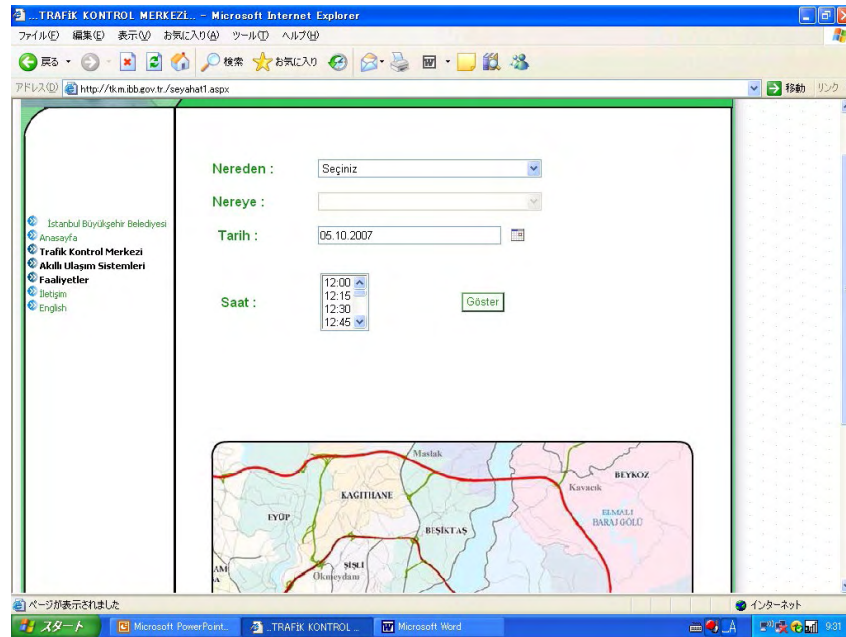 ...TRAFİK KONTROL MERKEZİ... - Microsoft Internet Explorer
ファイル(F) 編集(E) 表示(V) お気に入り(A) ツール(T) ヘルプ(H)
戻る 検索 お気に入り
アドレス(D) http://tkm.ibb.gov.tr./seyahat1.aspx 移動 リンク
Nereden : Seçiniz
Nereye :
Tarih : 05.10.2007
Saat : 12:00
12:15
12:30
12:45
Göster
İstanbul Büyükşehir Belediyesi
Anasayfa
Trafik Kontrol Merkezi
Akıllı Ulaşım Sistemleri
Faaliyetler
İletişim
English
Maslak
BEYKOZ
Kavacık
KAGITHANE
EYÜP
ELMALI
BARAJ GÖLÜ
BEŞİKTAŞ
ŞİŞLİ
Okmeydanı
ページが表示されました インターネット
スタート Microsoft PowerPoint... ...TRAFİK KONTROL ... Microsoft Word A 9:31